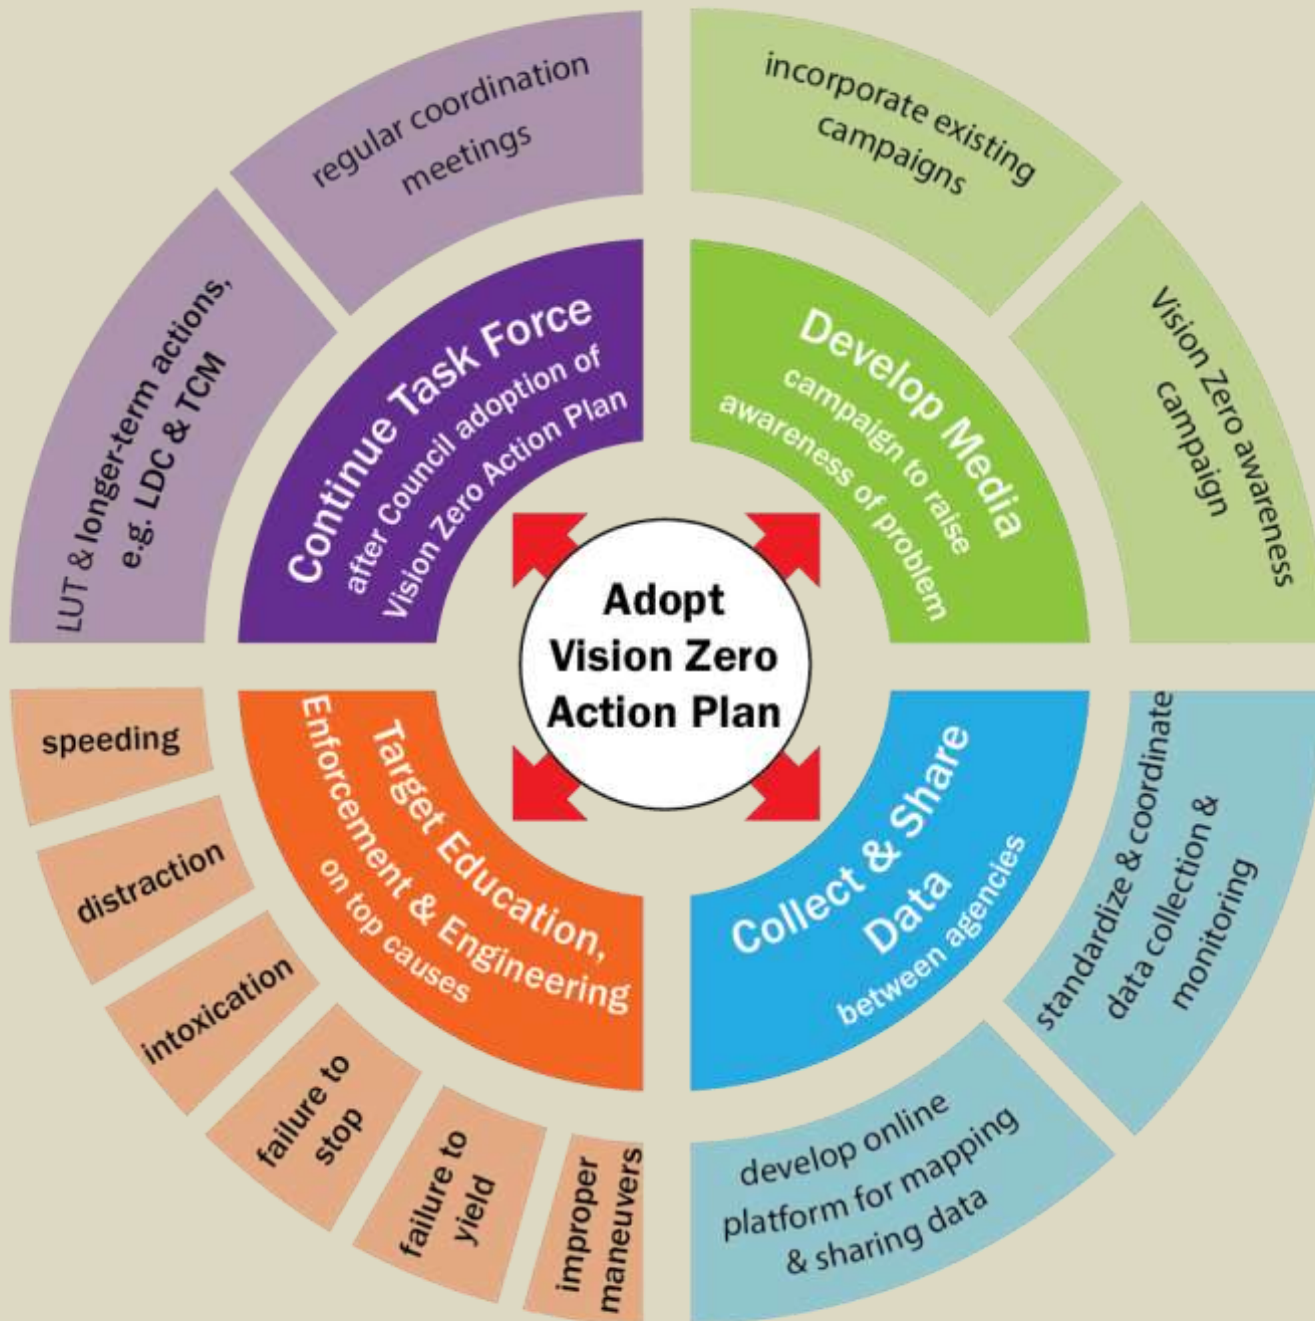 Adopt
Vision Zero
Action Plan
Continue Task Force
after Council adoption of
Vision Zero Action Plan
regular coordination
meetings
LUT & longer-term actions,
e.g. LDC & TCM
Develop Media
campaign to raise
awareness of problem
incorporate existing
campaigns
Vision Zero awareness
campaign
Collect & Share
Data
between agencies
standardize & coordinate
data collection &
monitoring
develop online
platform for mapping
& sharing data
Target Education,
Enforcement & Engineering
on top causes
speeding
distraction
intoxication
failure to
stop
failure to
yield
improper
maneuvers